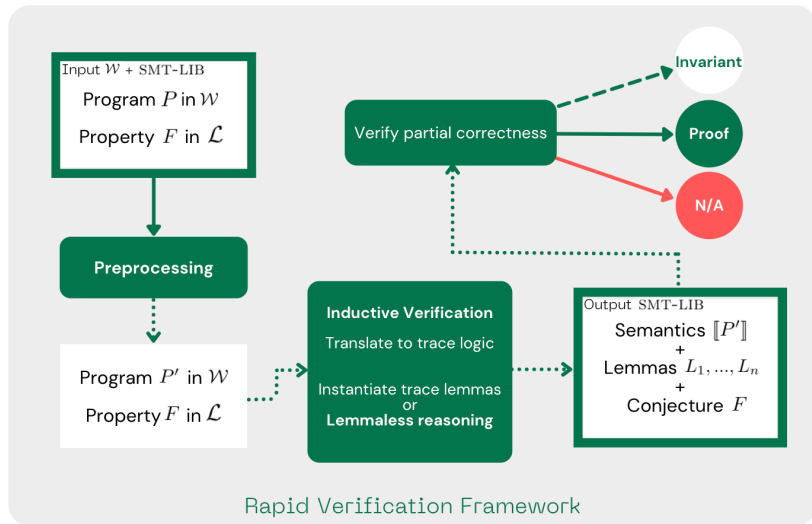 Input 𝒲 + SMT-LIB
Program P in 𝒲
Property F in ℒ
Preprocessing
Program P′ in 𝒲
Property F in ℒ
Inductive Verification
Translate to trace logic
Instantiate trace lemmas
or
Lemmaless reasoning
Output SMT-LIB
Semantics ⟦P′⟧
+
Lemmas L₁, ..., Lₙ
+
Conjecture F
Verify partial correctness
Invariant
Proof
N/A
Rapid Verification Framework